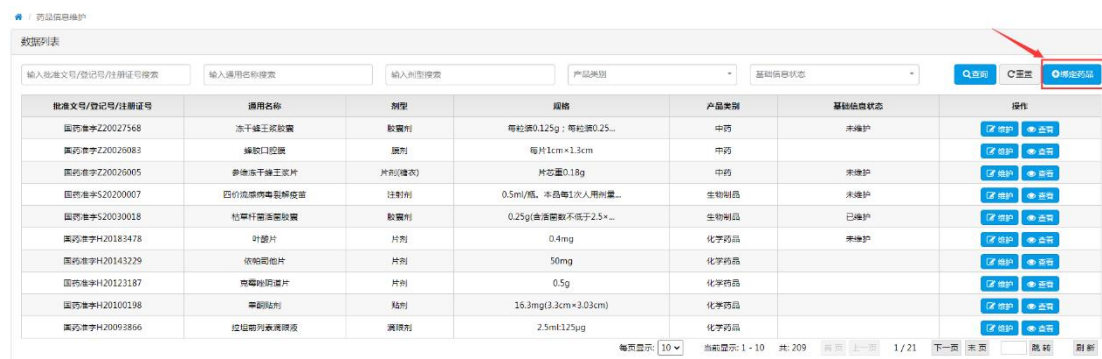 / 药品信息维护
数据列表
输入批准文号/登记号/注册证号搜索 输入通用名称搜索 输入剂型搜索 产品类别 基础信息状态 查询 重置 绑定药品
批准文号/登记号/注册证号 通用名称 剂型 规格 产品类别 基础信息状态 操作
国药准字Z20027568 冻干蜂王浆胶囊 胶囊剂 每粒装0.125g；每粒装0.25... 中药 未维护 维护 查看
国药准字Z20026083 蜂胶口腔膜 膜剂 每片1cm×1.3cm 中药 维护 查看
国药准字Z20026005 参维冻干蜂王浆片 片剂(糖衣) 片芯重0.18g 中药 未维护 维护 查看
国药准字S20200007 四价流感病毒裂解疫苗 注射剂 0.5ml/瓶。本品每1次人用剂量... 生物制品 未维护 维护 查看
国药准字S20030018 枯草杆菌活菌胶囊 胶囊剂 0.25g(含活菌数不低于2.5×... 生物制品 已维护 维护 查看
国药准字H20183478 叶酸片 片剂 0.4mg 化学药品 未维护 维护 查看
国药准字H20143229 依帕司他片 片剂 50mg 化学药品 维护 查看
国药准字H20123187 克霉唑阴道片 片剂 0.5g 化学药品 维护 查看
国药准字H20100198 睾酮贴剂 贴剂 16.3mg(3.3cm×3.03cm) 化学药品 维护 查看
国药准字H20093866 拉坦前列素滴眼液 滴眼剂 2.5ml:125μg 化学药品 维护 查看
每页显示: 10 当前显示: 1 - 10 共: 209 首页 上一页 1 / 21 下一页 末页 跳转 刷新